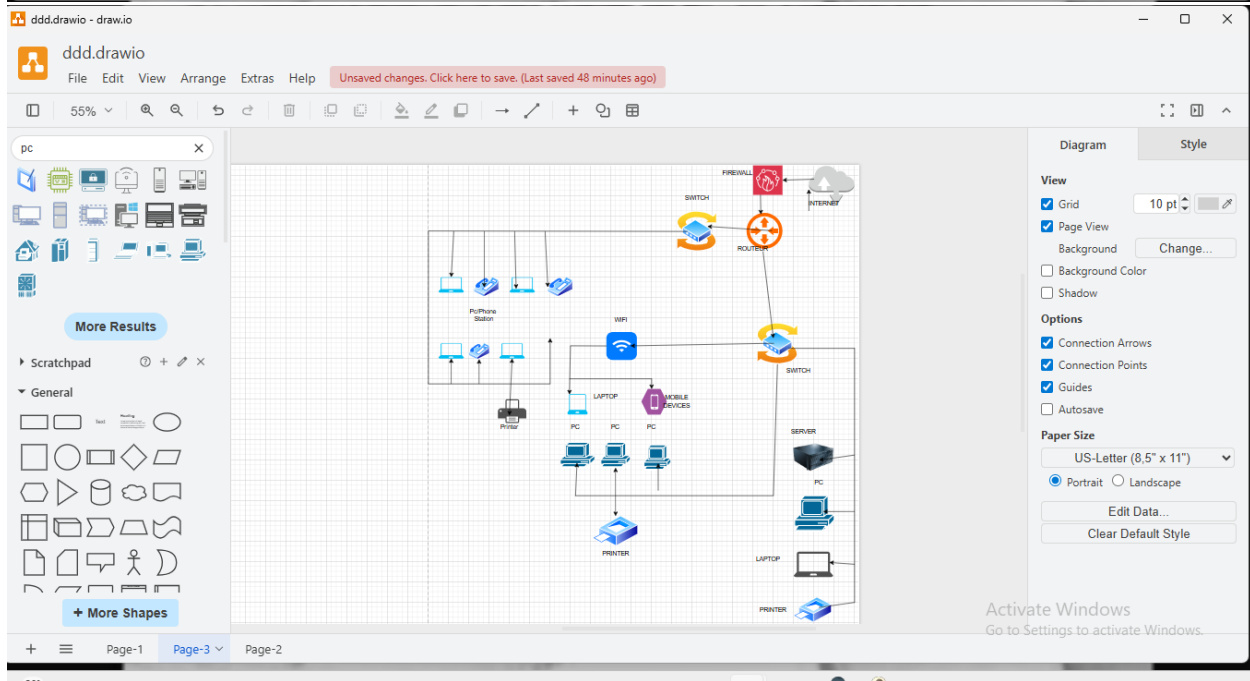 ddd.drawio - draw.io
ddd.drawio
File Edit View Arrange Extras Help Unsaved changes. Click here to save. (Last saved 48 minutes ago)
55%
pc
More Results
Scratchpad
General
Text
Heading
+ More Shapes
FIREWALL
INTERNET
SWITCH
ROUTEUR
Pc/Phone
Station
WIFI
SWITCH
LAPTOP
MOBILE
DEVICES
Printer
PC PC PC
SERVER
PC
PRINTER
LAPTOP
PRINTER
Diagram Style
View
Grid 10 pt
Page View
Background Change...
Background Color
Shadow
Options
Connection Arrows
Connection Points
Guides
Autosave
Paper Size
US-Letter (8,5" x 11")
Portrait Landscape
Edit Data...
Clear Default Style
Activate Windows
Go to Settings to activate Windows.
Page-1 Page-3 Page-2